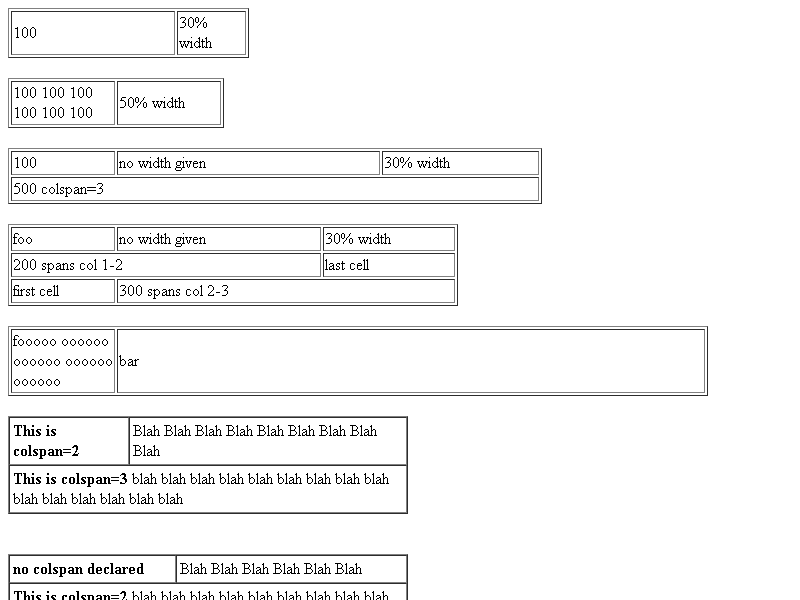 100
30%
width
100 100 100
100 100 100
50% width
100
no width given
30% width
500 colspan=3
foo
no width given
30% width
200 spans col 1-2
last cell
first cell
300 spans col 2-3
fooooo oooooo
oooooo oooooo
oooooo
bar
This is
colspan=2
Blah Blah Blah Blah Blah Blah Blah Blah
Blah
This is colspan=3 blah blah blah blah blah blah blah blah blah
blah blah blah blah blah blah
no colspan declared
Blah Blah Blah Blah Blah Blah
This is colspan=2 blah blah blah blah blah blah blah blah blah